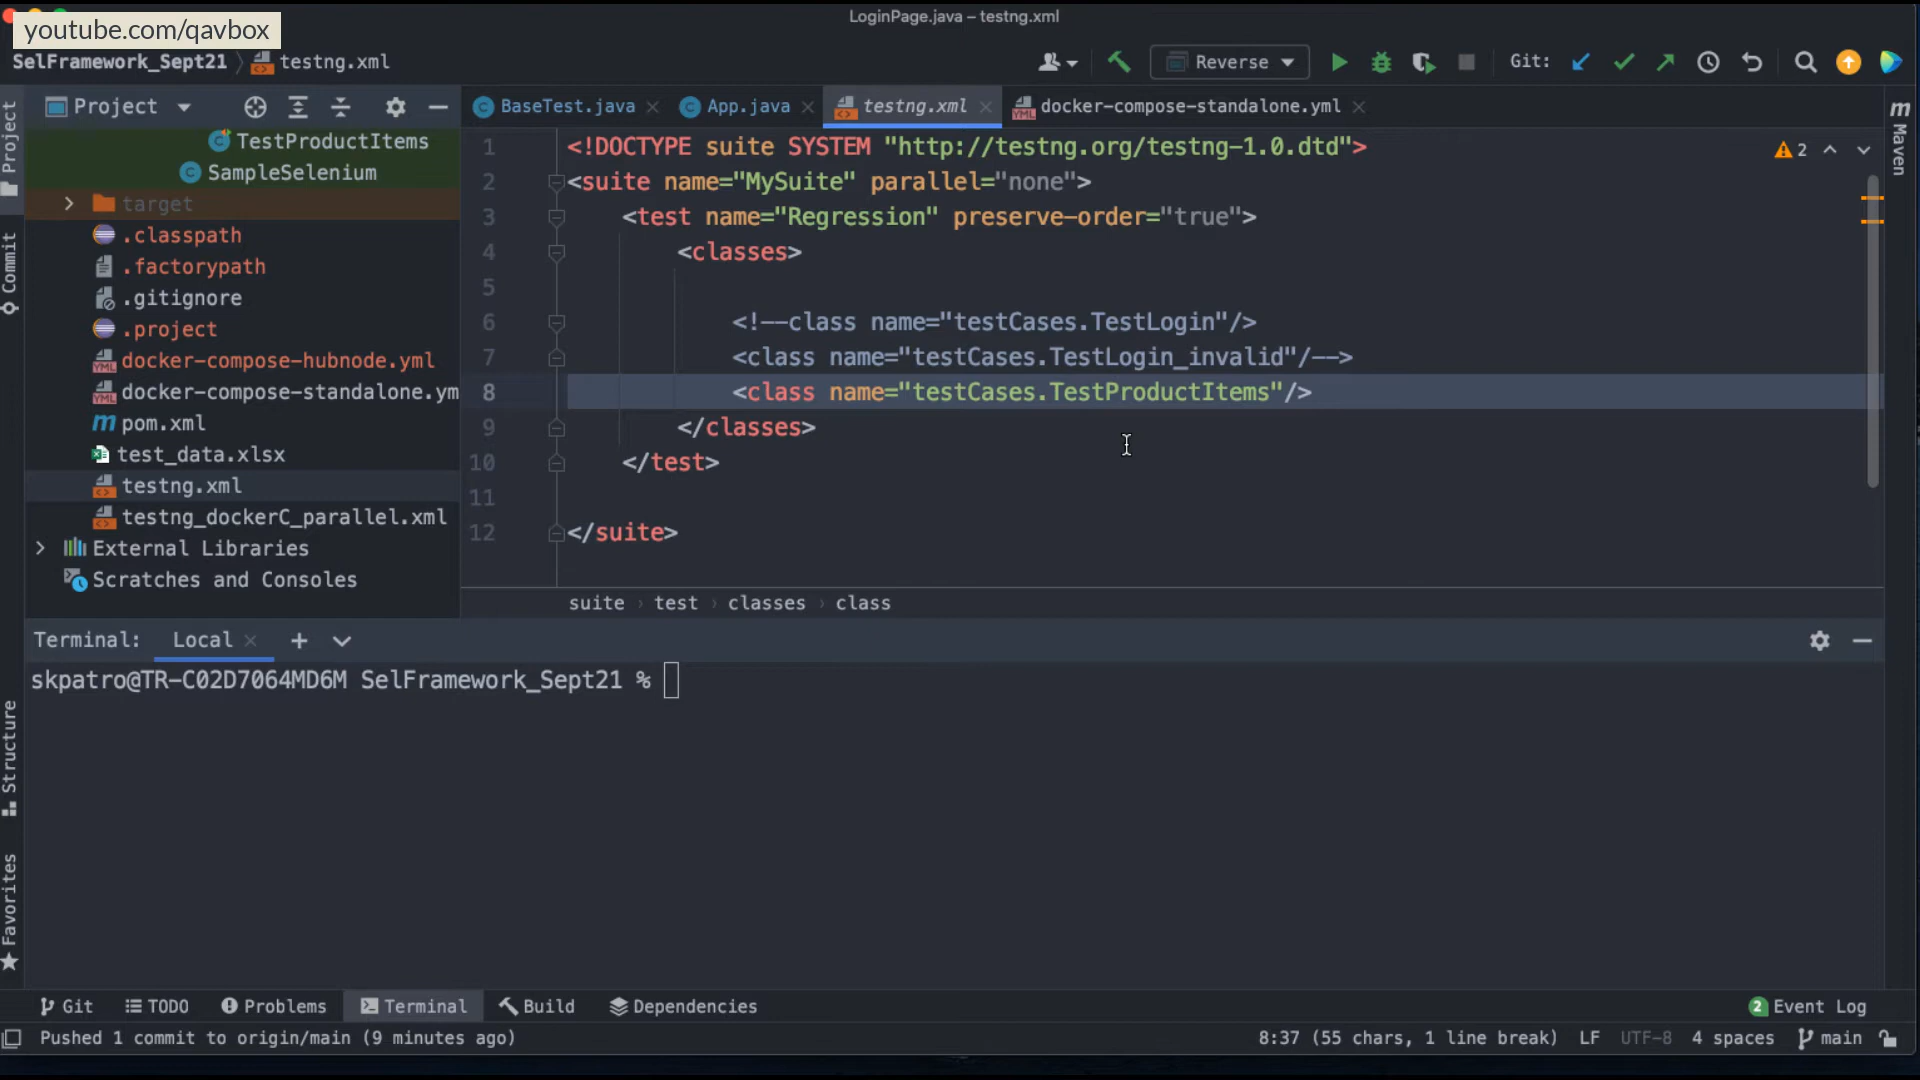 LoginPage.java – testng.xml
youtube.com/qavbox
SelFramework_Sept21 testng.xml
Reverse Git:
Project
BaseTest.java App.java testng.xml docker-compose-standalone.yml
TestProductItems
SampleSelenium
target
.classpath
.factorypath
.gitignore
.project
docker-compose-hubnode.yml
docker-compose-standalone.ym
pom.xml
test_data.xlsx
testng.xml
testng_dockerC_parallel.xml
External Libraries
Scratches and Consoles
1 <!DOCTYPE suite SYSTEM "http://testng.org/testng-1.0.dtd">
2 <suite name="MySuite" parallel="none">
3 <test name="Regression" preserve-order="true">
4 <classes>
5
6 <!--class name="testCases.TestLogin"/>
7 <class name="testCases.TestLogin_invalid"/-->
8 <class name="testCases.TestProductItems"/>
9 </classes>
10 </test>
11
12 </suite>
2
suite test classes class
Project
Commit
Structure
Favorites
m Maven
Terminal: Local
skpatro@TR-C02D7064MD6M SelFramework_Sept21 %
Git TODO Problems Terminal Build Dependencies 2 Event Log
Pushed 1 commit to origin/main (9 minutes ago) 8:37 (55 chars, 1 line break) LF UTF-8 4 spaces main